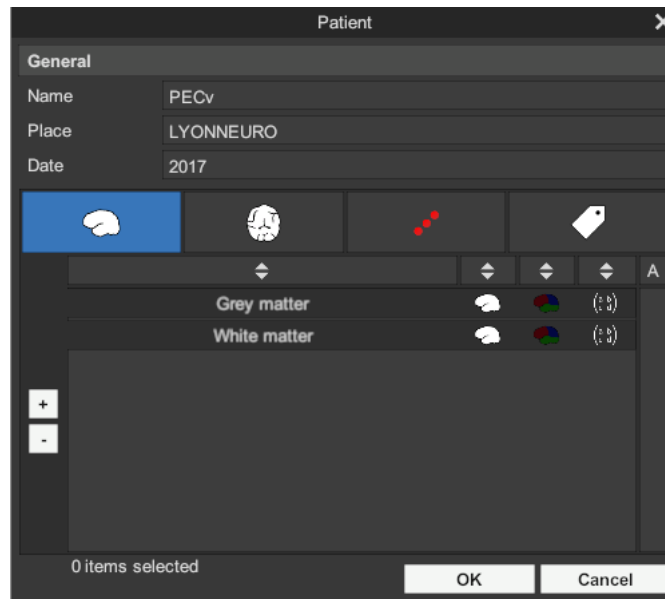 Patient
General
Name PECv
Place LYONNEURO
Date 2017
A
Grey matter
White matter
+
-
0 items selected
OK Cancel